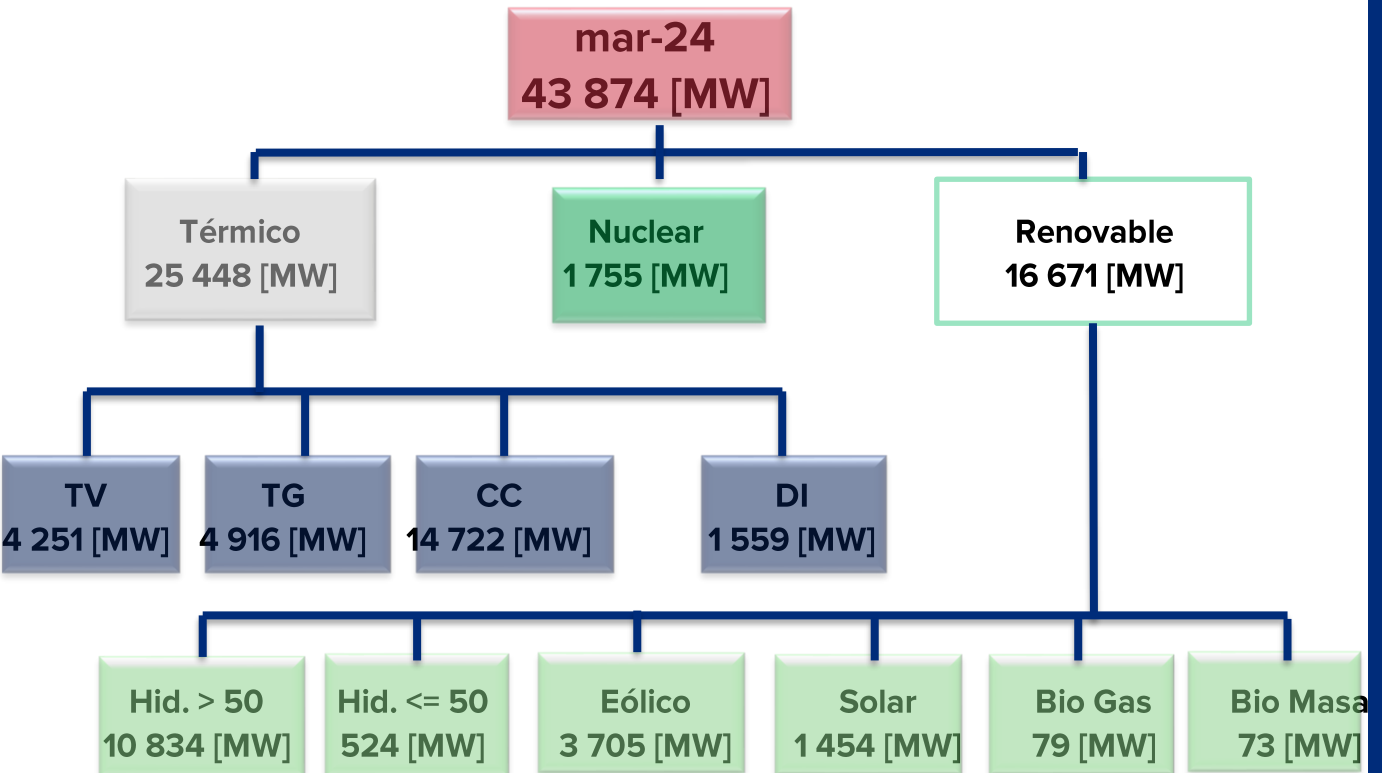 mar-24
43 874 [MW]
Térmico
25 448 [MW]
Nuclear
1 755 [MW]
Renovable
16 671 [MW]
TV
4 251 [MW]
TG
4 916 [MW]
CC
14 722 [MW]
DI
1 559 [MW]
Hid. > 50
10 834 [MW]
Hid. <= 50
524 [MW]
Eólico
3 705 [MW]
Solar
1 454 [MW]
Bio Gas
79 [MW]
Bio Masa
73 [MW]